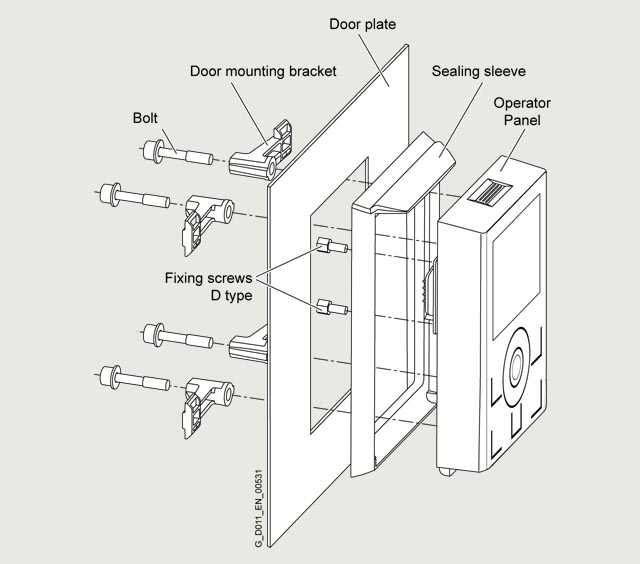 Door plate
Door mounting bracket
Sealing sleeve
Operator
Panel
Bolt
Fixing screws
D type
G_D011_EN_00531